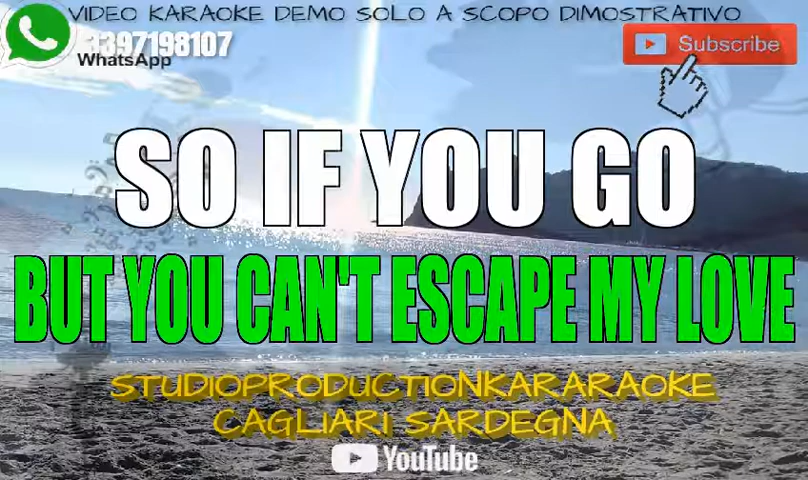 VIDEO KARAOKE DEMO SOLO A SCOPO DIMOSTRATIVO
3397198107
WhatsApp
Subscribe
SO IF YOU GO
BUT YOU CAN'T ESCAPE MY LOVE
STUDIOPRODUCTIONKARARAOKE
CAGLIARI SARDEGNA
YouTube